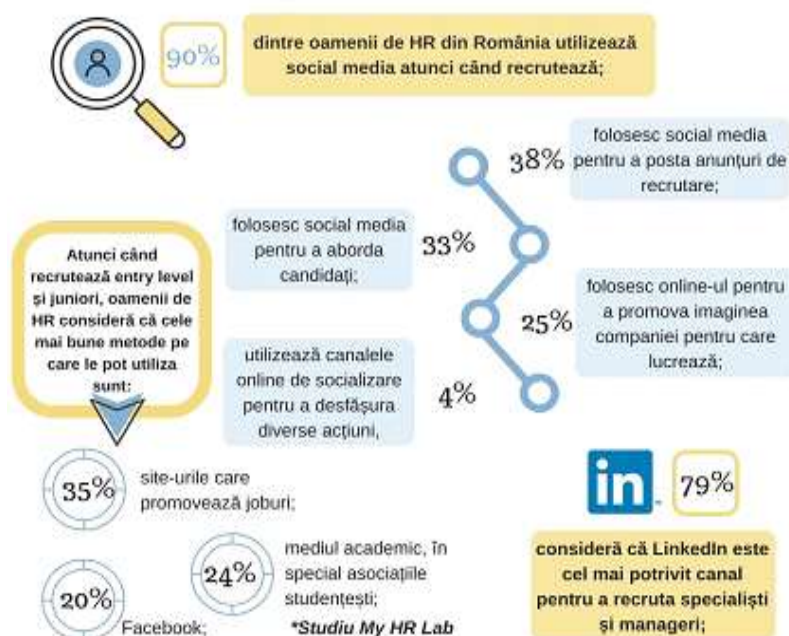 90%
dintre oamenii de HR din România utilizează
social media atunci când recrutează;
38%
folosesc social media
pentru a posta anunțuri de
recrutare;
folosesc social media
pentru a aborda
candidați;
33%
folosesc online-ul pentru
a promova imaginea
companiei pentru care
lucrează;
25%
utilizează canalele
online de socializare
pentru a desfășura
diverse acțiuni,
4%
Atunci când
recrutează entry level
și juniori, oamenii de
HR consideră că cele
mai bune metode pe
care le pot utiliza
sunt:
35%
site-urile care
promovează joburi;
24%
mediul academic, în
special asociațiile
studențești;
20%
Facebook;
*Studiu My HR Lab
in
79%
consideră că LinkedIn este
cel mai potrivit canal
pentru a recruta specialiști
și manageri;